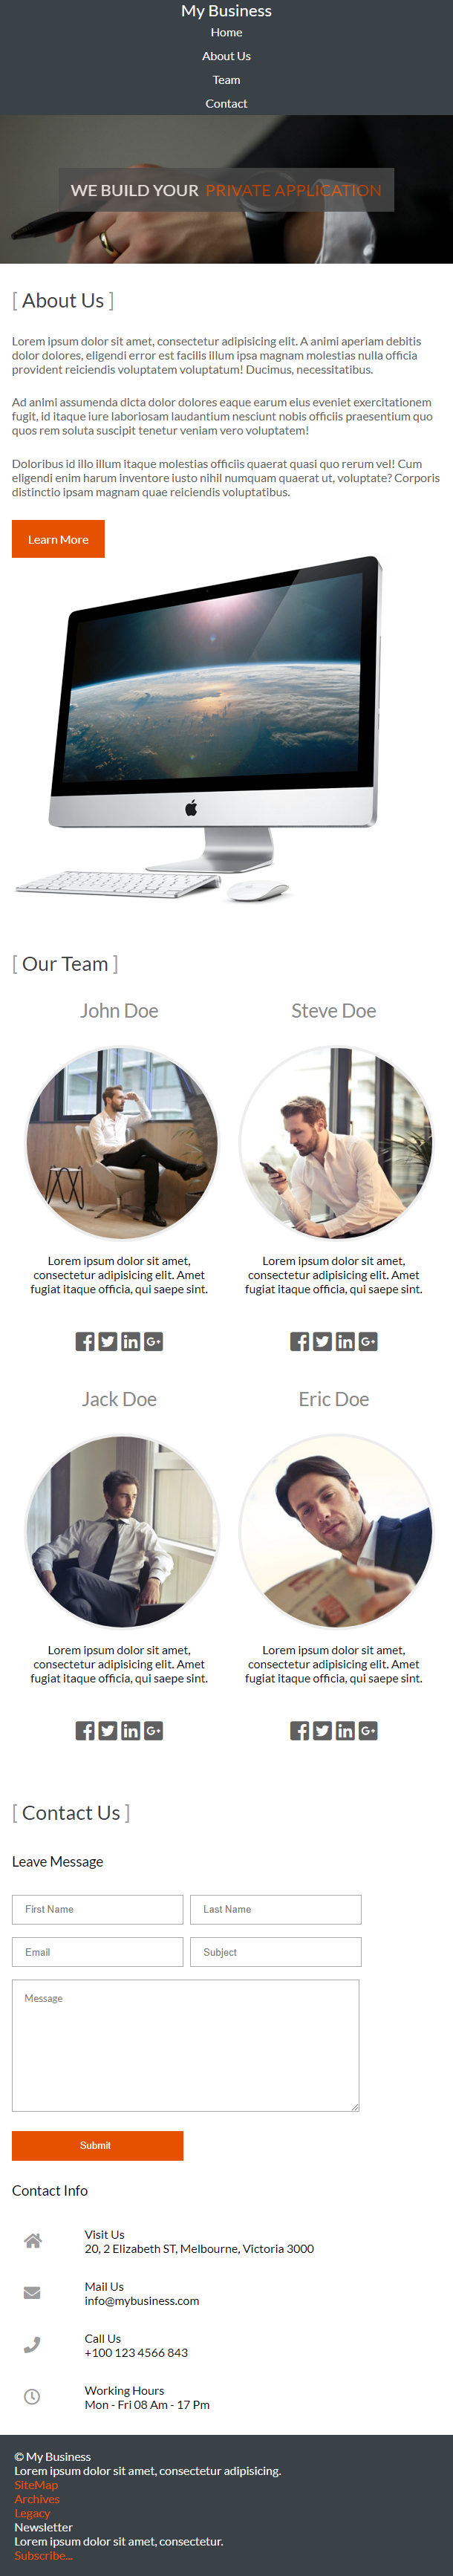 My Business
Home
About Us
Team
Contact
WE BUILD YOUR PRIVATE APPLICATION
[ About Us ]
Lorem ipsum dolor sit amet, consectetur adipisicing elit. A animi aperiam debitis
dolor dolores, eligendi error est facilis illum ipsa magnam molestias nulla officia
provident reiciendis voluptatem voluptatum! Ducimus, necessitatibus.
Ad animi assumenda dicta dolor dolores eaque earum eius eveniet exercitationem
fugit, id itaque iure laboriosam laudantium nesciunt nobis officiis praesentium quo
quos rem soluta suscipit tenetur veniam vero voluptatem!
Doloribus id illo illum itaque molestias officiis quaerat quasi quo rerum vel! Cum
eligendi enim harum inventore iusto nihil numquam quaerat ut, voluptate? Corporis
distinctio ipsam magnam quae reiciendis voluptatibus.
Learn More
[ Our Team ]
John Doe
Lorem ipsum dolor sit amet,
consectetur adipisicing elit. Amet
fugiat itaque officia, qui saepe sint.
Steve Doe
Lorem ipsum dolor sit amet,
consectetur adipisicing elit. Amet
fugiat itaque officia, qui saepe sint.
Jack Doe
Lorem ipsum dolor sit amet,
consectetur adipisicing elit. Amet
fugiat itaque officia, qui saepe sint.
Eric Doe
Lorem ipsum dolor sit amet,
consectetur adipisicing elit. Amet
fugiat itaque officia, qui saepe sint.
[ Contact Us ]
Leave Message
First Name
Last Name
Email
Subject
Message
Submit
Contact Info
Visit Us
20, 2 Elizabeth ST, Melbourne, Victoria 3000
Mail Us
info@mybusiness.com
Call Us
+100 123 4566 843
Working Hours
Mon - Fri 08 Am - 17 Pm
© My Business
Lorem ipsum dolor sit amet, consectetur adipisicing.
SiteMap
Archives
Legacy
Newsletter
Lorem ipsum dolor sit amet, consectetur.
Subscribe...